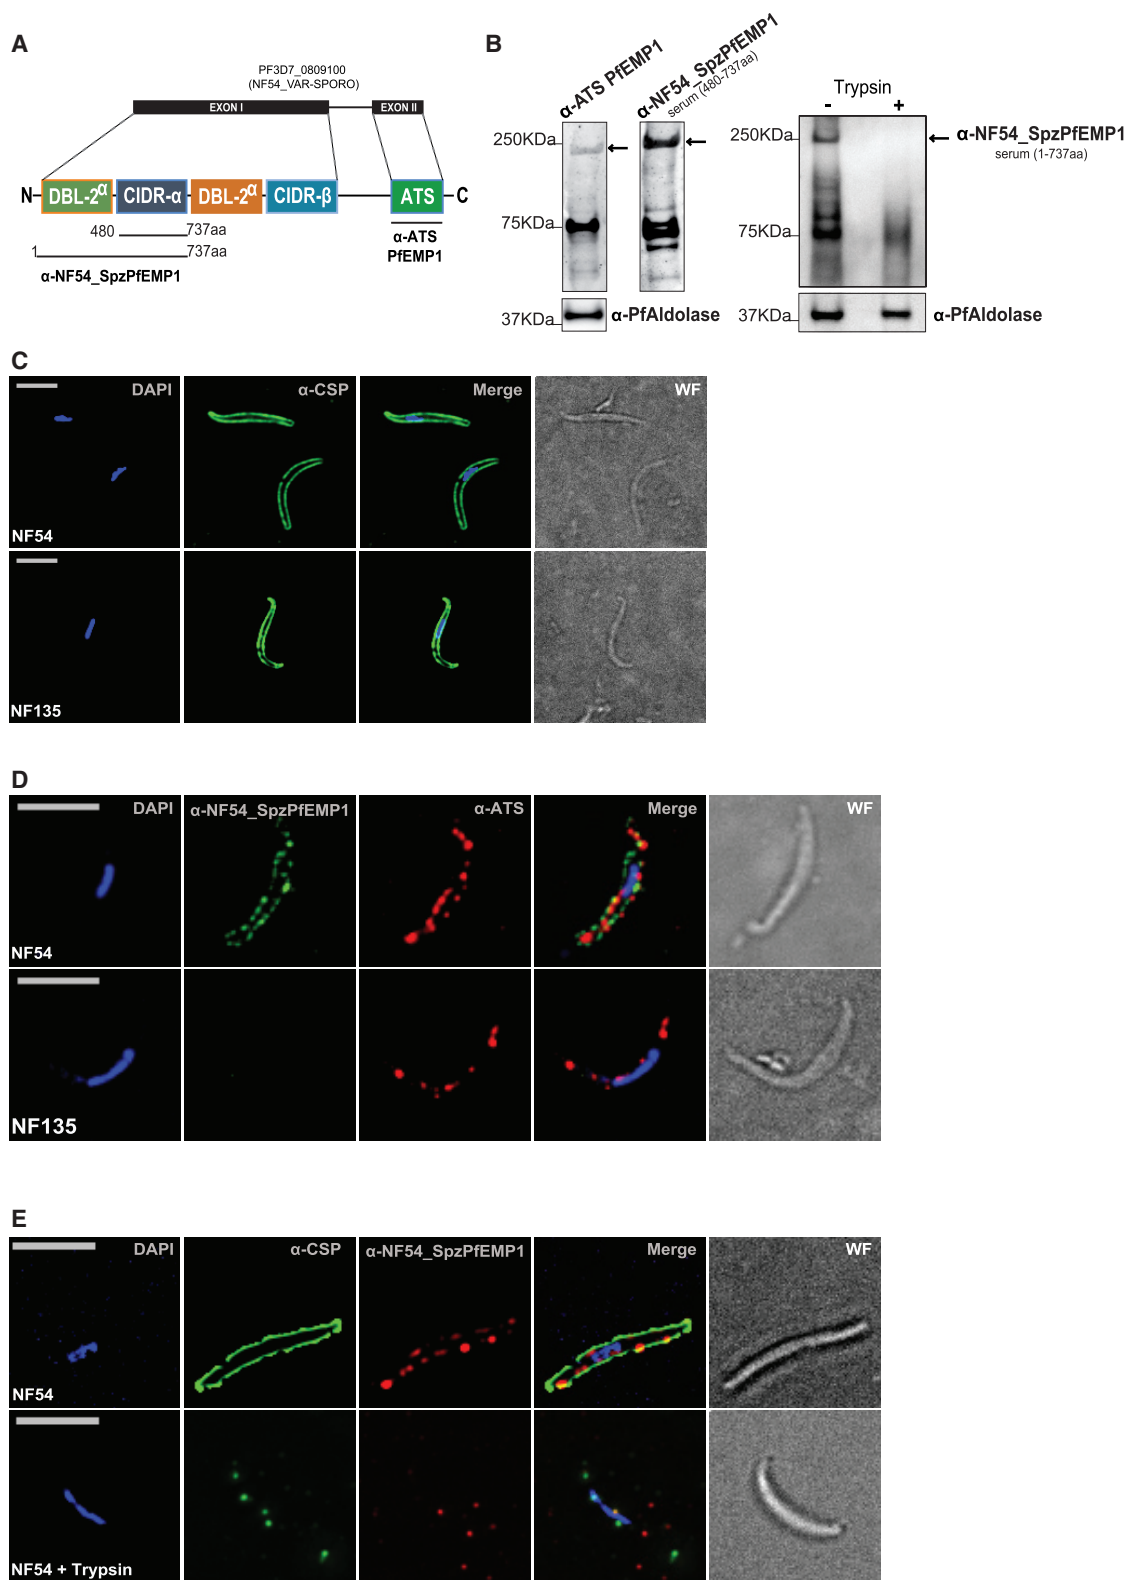 A
PF3D7_0809100
(NF54_VAR-SPORO)
EXON I
EXON II
N
DBL-2α
CIDR-α
DBL-2α
CIDR-β
ATS
C
480
737aa
1
737aa
α-NF54_SpzPfEMP1
α-ATS
PfEMP1
B
α-ATS PfEMP1
α-NF54_SpzPfEMP1
serum (480-737aa)
250KDa
75KDa
37KDa
α-PfAldolase
Trypsin
- +
250KDa
α-NF54_SpzPfEMP1
serum (1-737aa)
75KDa
37KDa
α-PfAldolase
C
DAPI
α-CSP
Merge
WF
NF54
NF135
D
DAPI
α-NF54_SpzPfEMP1
α-ATS
Merge
WF
NF54
NF135
E
DAPI
α-CSP
α-NF54_SpzPfEMP1
Merge
WF
NF54
NF54 + Trypsin